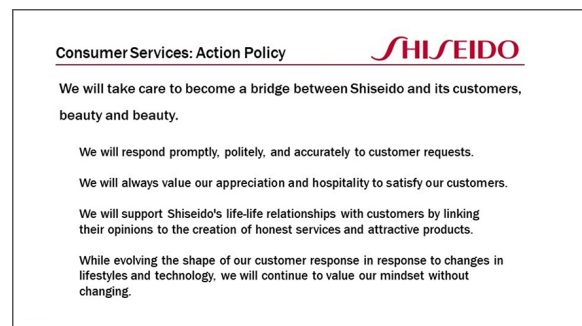 Consumer Services: Action Policy
SHISEIDO
We will take care to become a bridge between Shiseido and its customers,
beauty and beauty.
We will respond promptly, politely, and accurately to customer requests.
We will always value our appreciation and hospitality to satisfy our customers.
We will support Shiseido's life-life relationships with customers by linking
their opinions to the creation of honest services and attractive products.
While evolving the shape of our customer response in response to changes in
lifestyles and technology, we will continue to value our mindset without
changing.